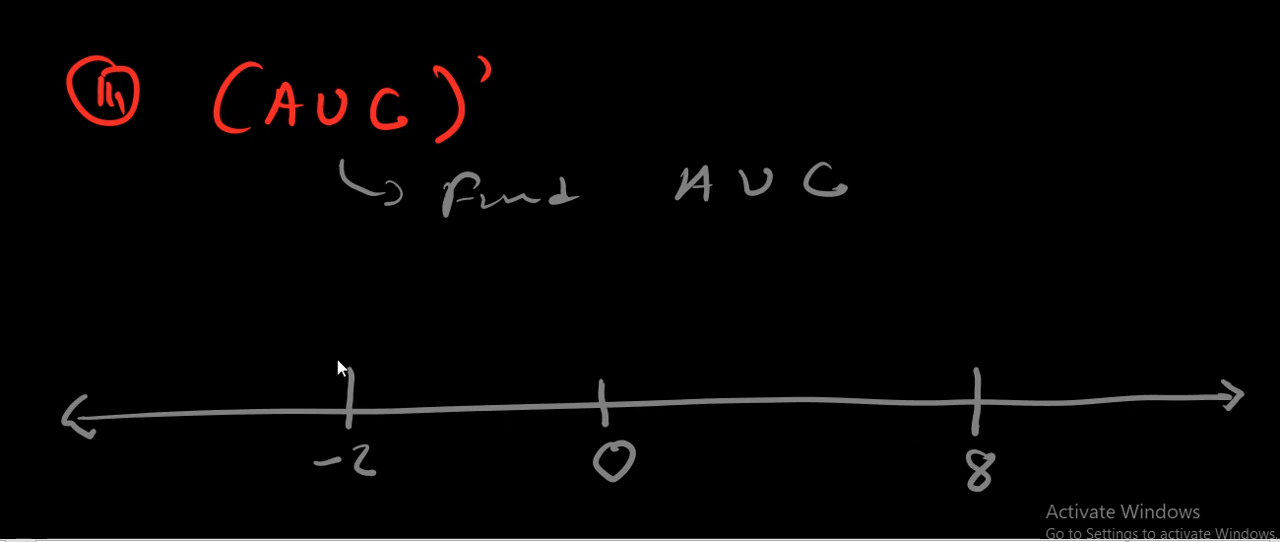 (A∪G)'
↳ Find A ∪ G
-2 0 8
Activate Windows
Go to Settings to activate Windows.